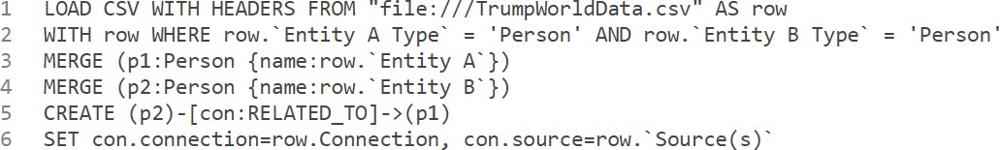 1 LOAD CSV WITH HEADERS FROM "file:///TrumpWorldData.csv" AS row
2 WITH row WHERE row.`Entity A Type` = 'Person' AND row.`Entity B Type` = 'Person'
3 MERGE (p1:Person {name:row.`Entity A`})
4 MERGE (p2:Person {name:row.`Entity B`})
5 CREATE (p2)-[con:RELATED_TO]->(p1)
6 SET con.connection=row.Connection, con.source=row.`Source(s)`